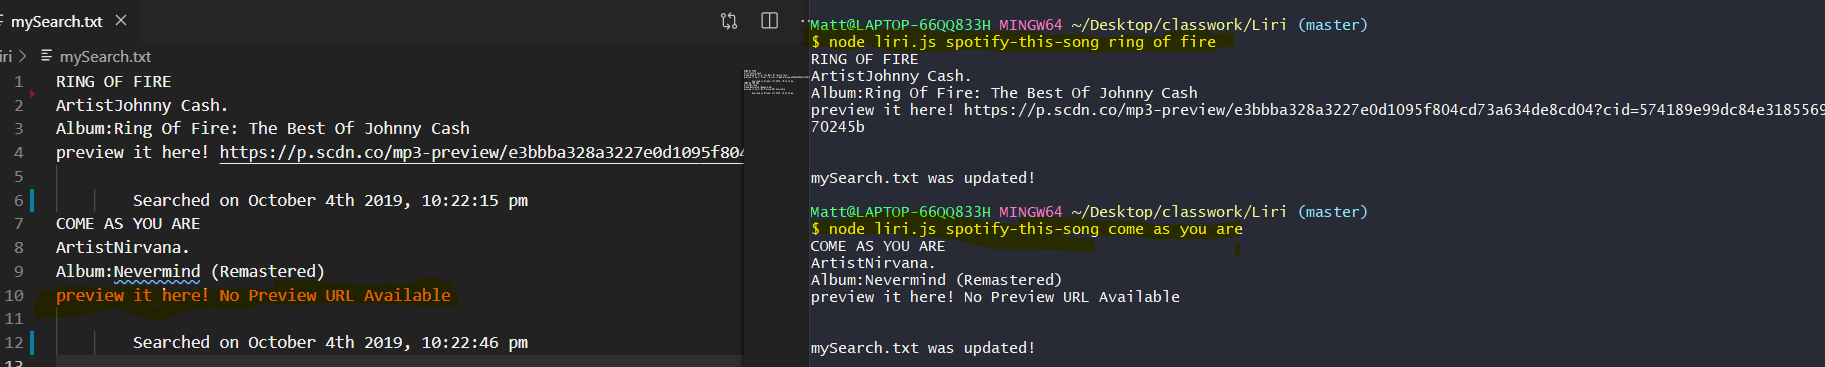 mySearch.txt
iri > mySearch.txt
1 RING OF FIRE
2 ArtistJohnny Cash.
3 Album:Ring Of Fire: The Best Of Johnny Cash
4 preview it here! https://p.scdn.co/mp3-preview/e3bbba328a3227e0d1095f804
5
6 Searched on October 4th 2019, 10:22:15 pm
7 COME AS YOU ARE
8 ArtistNirvana.
9 Album:Nevermind (Remastered)
10 preview it here! No Preview URL Available
11
12 Searched on October 4th 2019, 10:22:46 pm
13
Matt@LAPTOP-66QQ833H MINGW64 ~/Desktop/classwork/Liri (master)
$ node liri.js spotify-this-song ring of fire
RING OF FIRE
ArtistJohnny Cash.
Album:Ring Of Fire: The Best Of Johnny Cash
preview it here! https://p.scdn.co/mp3-preview/e3bbba328a3227e0d1095f804cd73a634de8cd04?cid=574189e99dc84e3185569
70245b
mySearch.txt was updated!
Matt@LAPTOP-66QQ833H MINGW64 ~/Desktop/classwork/Liri (master)
$ node liri.js spotify-this-song come as you are
COME AS YOU ARE
ArtistNirvana.
Album:Nevermind (Remastered)
preview it here! No Preview URL Available
mySearch.txt was updated!